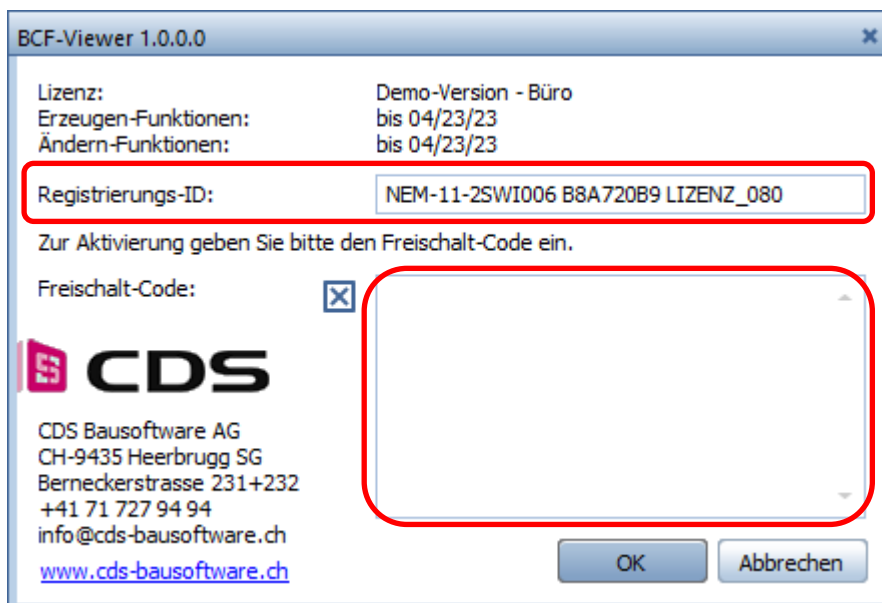 BCF-Viewer 1.0.0.0
Lizenz: Demo-Version - Büro
Erzeugen-Funktionen: bis 04/23/23
Ändern-Funktionen: bis 04/23/23
Registrierungs-ID: NEM-11-2SWI006 B8A720B9 LIZENZ_080
Zur Aktivierung geben Sie bitte den Freischalt-Code ein.
Freischalt-Code:
CDS
CDS Bausoftware AG
CH-9435 Heerbrugg SG
Berneckerstrasse 231+232
+41 71 727 94 94
info@cds-bausoftware.ch
www.cds-bausoftware.ch
OK Abbrechen